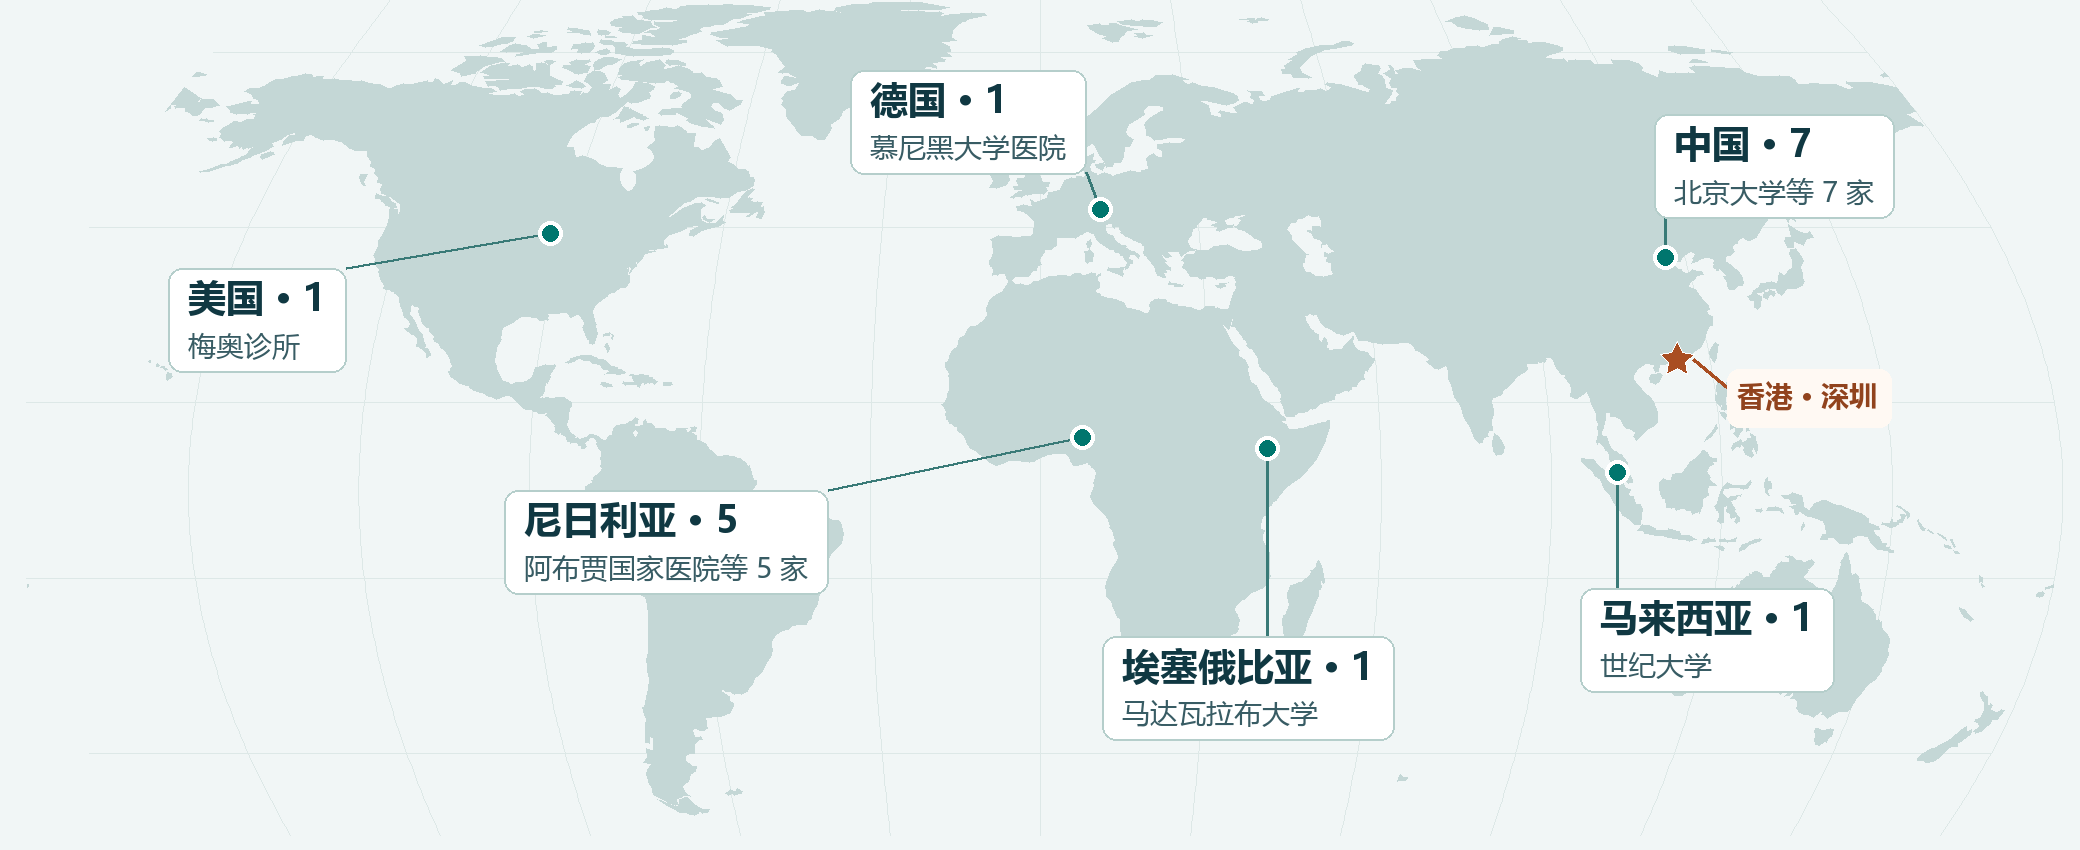 德国·1
慕尼黑大学医院
中国·7
北京大学等 7 家
美国·1
梅奥诊所
香港·深圳
尼日利亚·5
阿布贾国家医院等 5 家
马来西亚·1
世纪大学
埃塞俄比亚·1
马达瓦拉布大学